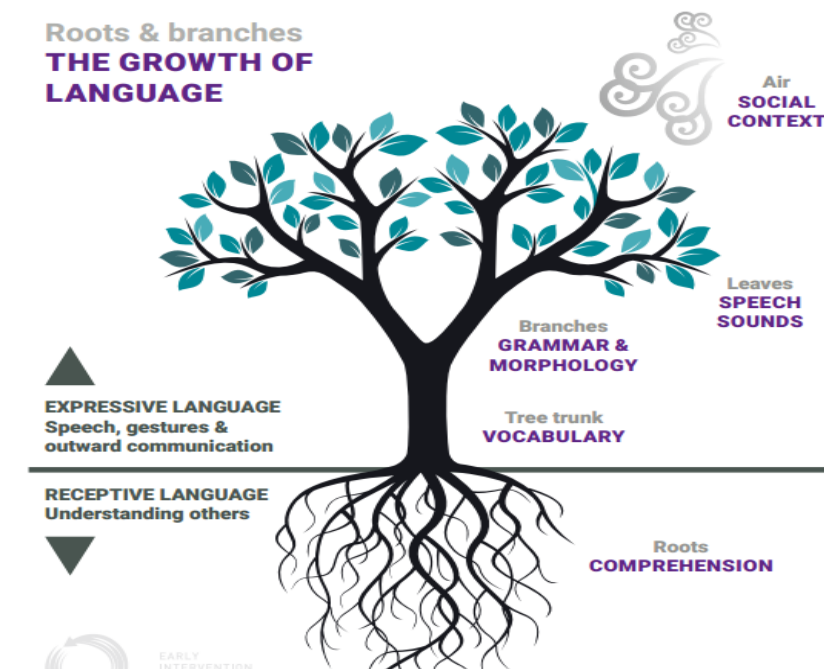 Roots & branches
THE GROWTH OF
LANGUAGE
Air
SOCIAL
CONTEXT
Leaves
SPEECH
SOUNDS
Branches
GRAMMAR &
MORPHOLOGY
EXPRESSIVE LANGUAGE
Speech, gestures &
outward communication
Tree trunk
VOCABULARY
RECEPTIVE LANGUAGE
Understanding others
Roots
COMPREHENSION
EARLY
INTERVENTION